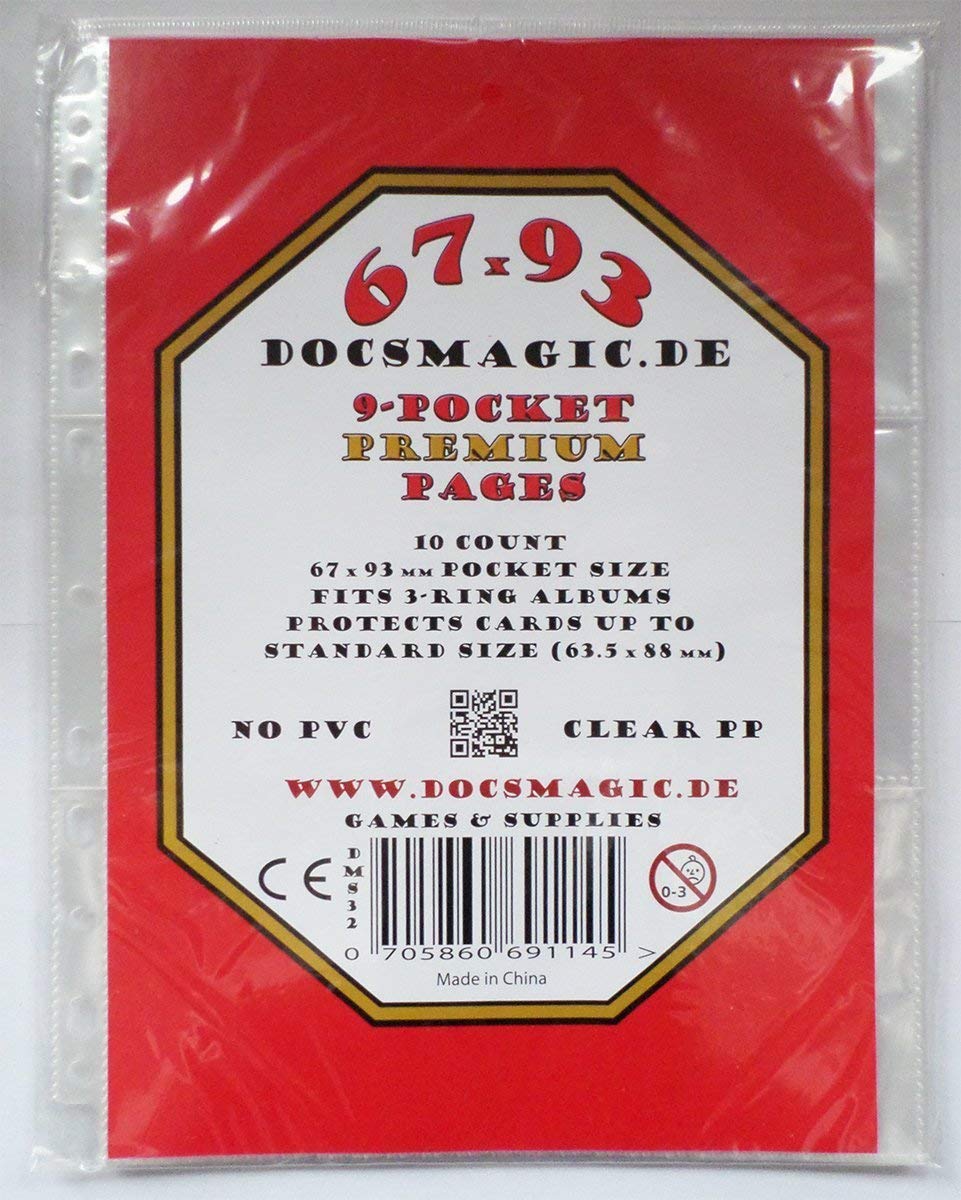 67 x 93
DOCSMAGIC.DE
9-POCKET
PREMIUM
PAGES
10 COUNT
67 x 93 MM POCKET SIZE
FITS 3-RING ALBUMS
PROTECTS CARDS UP TO
STANDARD SIZE (63.5 x 88 MM)
NO PVC CLEAR PP
WWW.DOCSMAGIC.DE
GAMES & SUPPLIES
CE
DMS32
0-3
0 705860 691145 >
Made in China